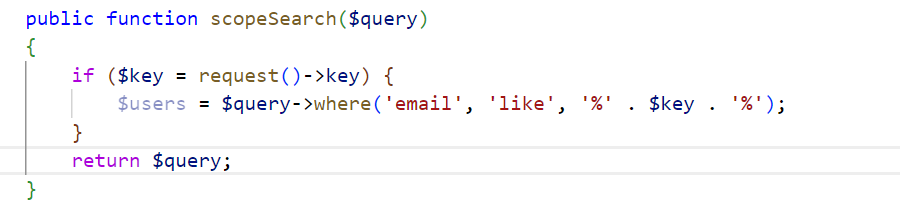 public function scopeSearch($query)
{
if ($key = request()->key) {
$users = $query->where('email', 'like', '%' . $key . '%');
}
return $query;
}